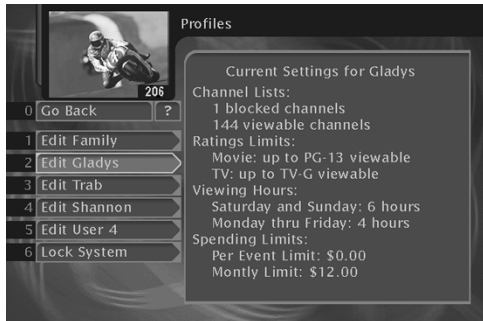 Profiles
206
0 Go Back ?
1 Edit Family
2 Edit Gladys
3 Edit Trab
4 Edit Shannon
5 Edit User 4
6 Lock System
Current Settings for Gladys
Channel Lists:
1 blocked channels
144 viewable channels
Ratings Limits:
Movie: up to PG-13 viewable
TV: up to TV-G viewable
Viewing Hours:
Saturday and Sunday: 6 hours
Monday thru Friday: 4 hours
Spending Limits:
Per Event Limit: $0.00
Montly Limit: $12.00